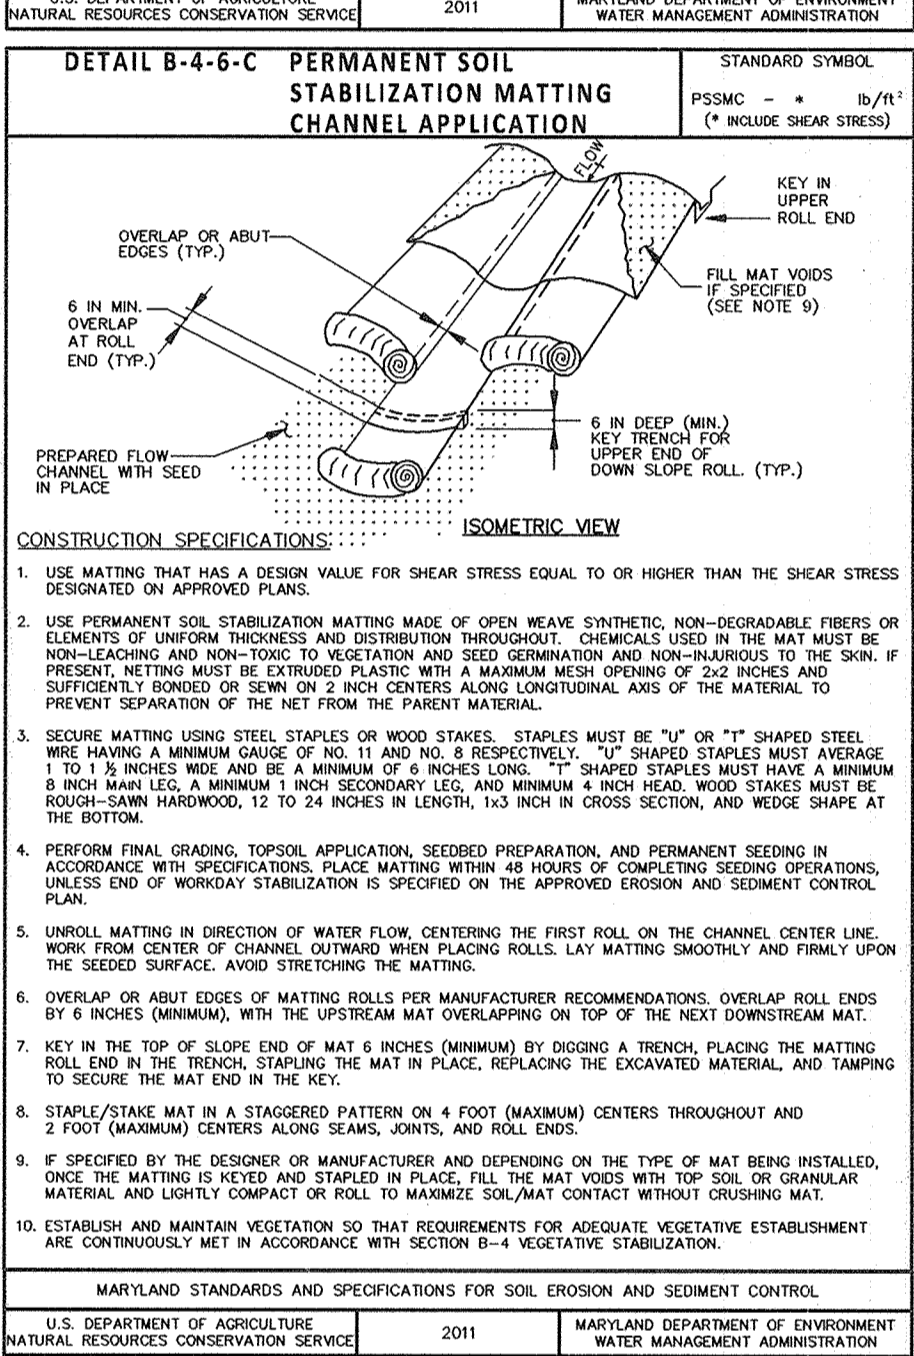 U.S. DEPARTMENT OF AGRICULTURE
NATURAL RESOURCES CONSERVATION SERVICE
2011
MARYLAND DEPARTMENT OF ENVIRONMENT
WATER MANAGEMENT ADMINISTRATION
DETAIL B-4-6-C PERMANENT SOIL
STABILIZATION MATTING
CHANNEL APPLICATION
STANDARD SYMBOL
PSSMC - * lb/ft²
(* INCLUDE SHEAR STRESS)
FLOW
KEY IN
UPPER
ROLL END
OVERLAP OR ABUT
EDGES (TYP.)
FILL MAT VOIDS
IF SPECIFIED
(SEE NOTE 9)
6 IN MIN.
OVERLAP
AT ROLL
END (TYP.)
6 IN DEEP (MIN.)
KEY TRENCH FOR
UPPER END OF
DOWN SLOPE ROLL. (TYP.)
PREPARED FLOW
CHANNEL WITH SEED
IN PLACE
ISOMETRIC VIEW
CONSTRUCTION SPECIFICATIONS:
1. USE MATTING THAT HAS A DESIGN VALUE FOR SHEAR STRESS EQUAL TO OR HIGHER THAN THE SHEAR STRESS
DESIGNATED ON APPROVED PLANS.
2. USE PERMANENT SOIL STABILIZATION MATTING MADE OF OPEN WEAVE SYNTHETIC, NON-DEGRADABLE FIBERS OR
ELEMENTS OF UNIFORM THICKNESS AND DISTRIBUTION THROUGHOUT. CHEMICALS USED IN THE MAT MUST BE
NON-LEACHING AND NON-TOXIC TO VEGETATION AND SEED GERMINATION AND NON-INJURIOUS TO THE SKIN. IF
PRESENT, NETTING MUST BE EXTRUDED PLASTIC WITH A MAXIMUM MESH OPENING OF 2x2 INCHES AND
SUFFICIENTLY BONDED OR SEWN ON 2 INCH CENTERS ALONG LONGITUDINAL AXIS OF THE MATERIAL TO
PREVENT SEPARATION OF THE NET FROM THE PARENT MATERIAL.
3. SECURE MATTING USING STEEL STAPLES OR WOOD STAKES. STAPLES MUST BE "U" OR "T" SHAPED STEEL
WIRE HAVING A MINIMUM GAUGE OF NO. 11 AND NO. 8 RESPECTIVELY. "U" SHAPED STAPLES MUST AVERAGE
1 TO 1 ½ INCHES WIDE AND BE A MINIMUM OF 6 INCHES LONG. "T" SHAPED STAPLES MUST HAVE A MINIMUM
8 INCH MAIN LEG, A MINIMUM 1 INCH SECONDARY LEG, AND MINIMUM 4 INCH HEAD. WOOD STAKES MUST BE
ROUGH-SAWN HARDWOOD, 12 TO 24 INCHES IN LENGTH, 1x3 INCH IN CROSS SECTION, AND WEDGE SHAPE AT
THE BOTTOM.
4. PERFORM FINAL GRADING, TOPSOIL APPLICATION, SEEDBED PREPARATION, AND PERMANENT SEEDING IN
ACCORDANCE WITH SPECIFICATIONS. PLACE MATTING WITHIN 48 HOURS OF COMPLETING SEEDING OPERATIONS,
UNLESS END OF WORKDAY STABILIZATION IS SPECIFIED ON THE APPROVED EROSION AND SEDIMENT CONTROL
PLAN.
5. UNROLL MATTING IN DIRECTION OF WATER FLOW, CENTERING THE FIRST ROLL ON THE CHANNEL CENTER LINE.
WORK FROM CENTER OF CHANNEL OUTWARD WHEN PLACING ROLLS. LAY MATTING SMOOTHLY AND FIRMLY UPON
THE SEEDED SURFACE. AVOID STRETCHING THE MATTING.
6. OVERLAP OR ABUT EDGES OF MATTING ROLLS PER MANUFACTURER RECOMMENDATIONS. OVERLAP ROLL ENDS
BY 6 INCHES (MINIMUM), WITH THE UPSTREAM MAT OVERLAPPING ON TOP OF THE NEXT DOWNSTREAM MAT.
7. KEY IN THE TOP OF SLOPE END OF MAT 6 INCHES (MINIMUM) BY DIGGING A TRENCH, PLACING THE MATTING
ROLL END IN THE TRENCH, STAPLING THE MAT IN PLACE, REPLACING THE EXCAVATED MATERIAL, AND TAMPING
TO SECURE THE MAT END IN THE KEY.
8. STAPLE/STAKE MAT IN A STAGGERED PATTERN ON 4 FOOT (MAXIMUM) CENTERS THROUGHOUT AND
2 FOOT (MAXIMUM) CENTERS ALONG SEAMS, JOINTS, AND ROLL ENDS.
9. IF SPECIFIED BY THE DESIGNER OR MANUFACTURER AND DEPENDING ON THE TYPE OF MAT BEING INSTALLED,
ONCE THE MATTING IS KEYED AND STAPLED IN PLACE, FILL THE MAT VOIDS WITH TOP SOIL OR GRANULAR
MATERIAL AND LIGHTLY COMPACT OR ROLL TO MAXIMIZE SOIL/MAT CONTACT WITHOUT CRUSHING MAT.
10. ESTABLISH AND MAINTAIN VEGETATION SO THAT REQUIREMENTS FOR ADEQUATE VEGETATIVE ESTABLISHMENT
ARE CONTINUOUSLY MET IN ACCORDANCE WITH SECTION B-4 VEGETATIVE STABILIZATION.
MARYLAND STANDARDS AND SPECIFICATIONS FOR SOIL EROSION AND SEDIMENT CONTROL
U.S. DEPARTMENT OF AGRICULTURE
NATURAL RESOURCES CONSERVATION SERVICE
2011
MARYLAND DEPARTMENT OF ENVIRONMENT
WATER MANAGEMENT ADMINISTRATION